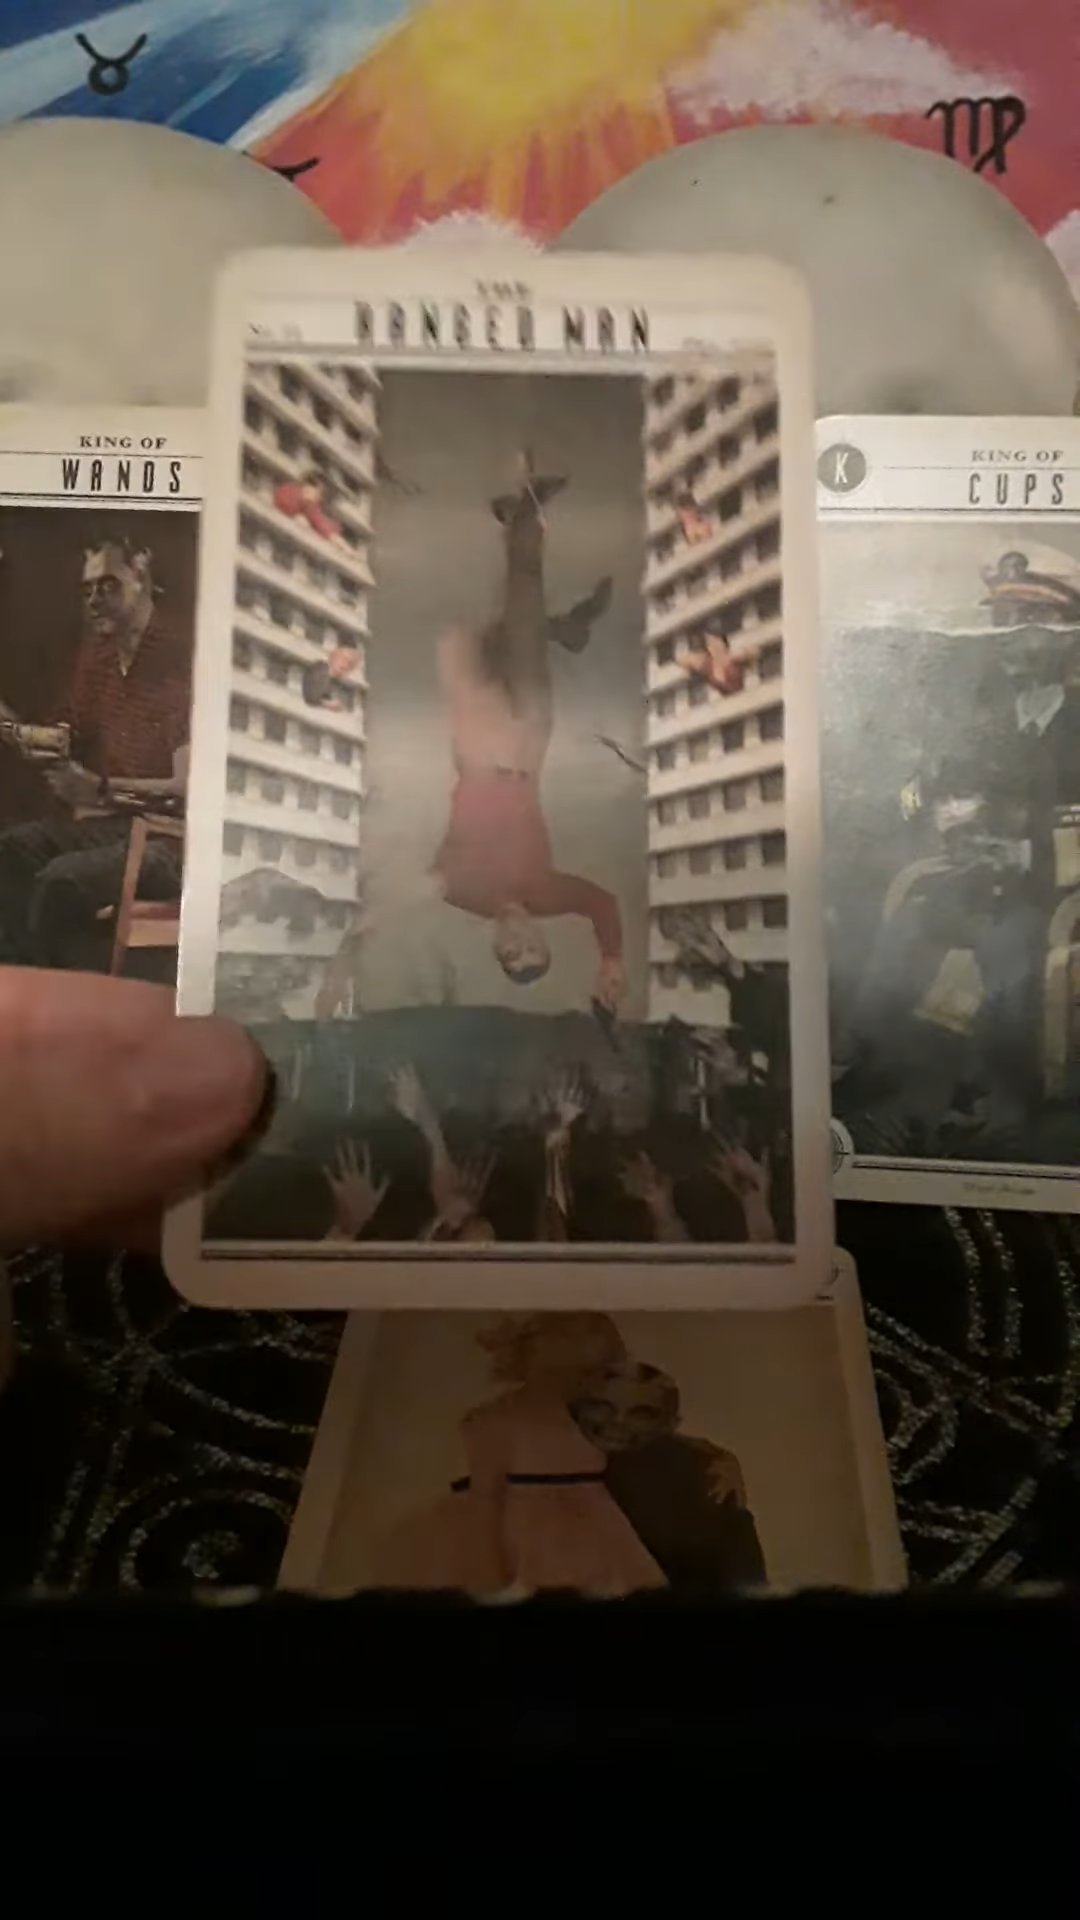 THE
HANGED MAN
KING OF
WANDS
K
KING OF
CUPS